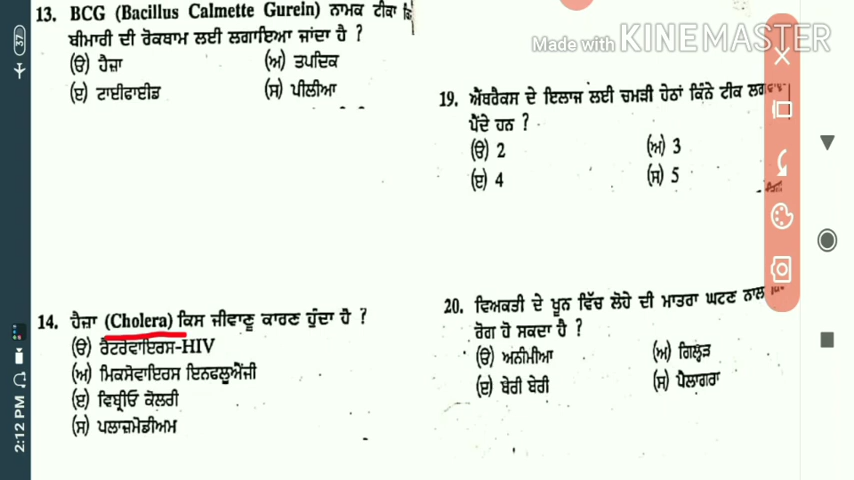 13. BCG (Bacillus Calmette Gurein) ਨਾਮਕ ਟੀਕਾ
ਬੀਮਾਰੀ ਦੀ ਰੋਕਥਾਮ ਲਈ ਲਗਾਇਆ ਜਾਂਦਾ ਹੈ ?
(ੳ) ਹੈਜ਼ਾ (ਅ) ਤਪਦਿਕ
(ੲ) ਟਾਈਫਾਈਡ (ਸ) ਪੀਲੀਆ
14. ਹੈਜ਼ਾ (Cholera) ਕਿਸ ਜੀਵਾਣੂ ਕਾਰਣ ਹੁੰਦਾ ਹੈ ?
(ੳ) ਰੈਟਰੋਵਾਇਰਸ-HIV
(ਅ) ਮਿਕਸੋਵਾਇਰਸ ਇਨਫਲੂਐਂਜੀ
(ੲ) ਵਿਬ੍ਰੀਓ ਕੋਲਰੀ
(ਸ) ਪਲਾਜ਼ਮੋਡੀਅਮ
19. ਐਂਬਰੈਕਸ ਦੇ ਇਲਾਜ ਲਈ ਚਮੜੀ ਹੇਠਾਂ ਕਿੰਨੇ ਟੀਕ
ਪੈਂਦੇ ਹਨ ?
(ੳ) 2 (ਅ) 3
(ੲ) 4 (ਸ) 5
20. ਵਿਅਕਤੀ ਦੇ ਖੂਨ ਵਿੱਚ ਲੋਹੇ ਦੀ ਮਾਤਰਾ ਘਟਣ ਨਾਲ
ਰੋਗ ਹੋ ਸਕਦਾ ਹੈ ?
(ੳ) ਅਨੀਮੀਆ (ਅ) ਗਿਲ੍ਹੜ
(ੲ) ਬੇਰੀ ਬੇਰੀ (ਸ) ਪੈਲਾਗਰਾ
Made with KINEMASTER
37
2:12 PM